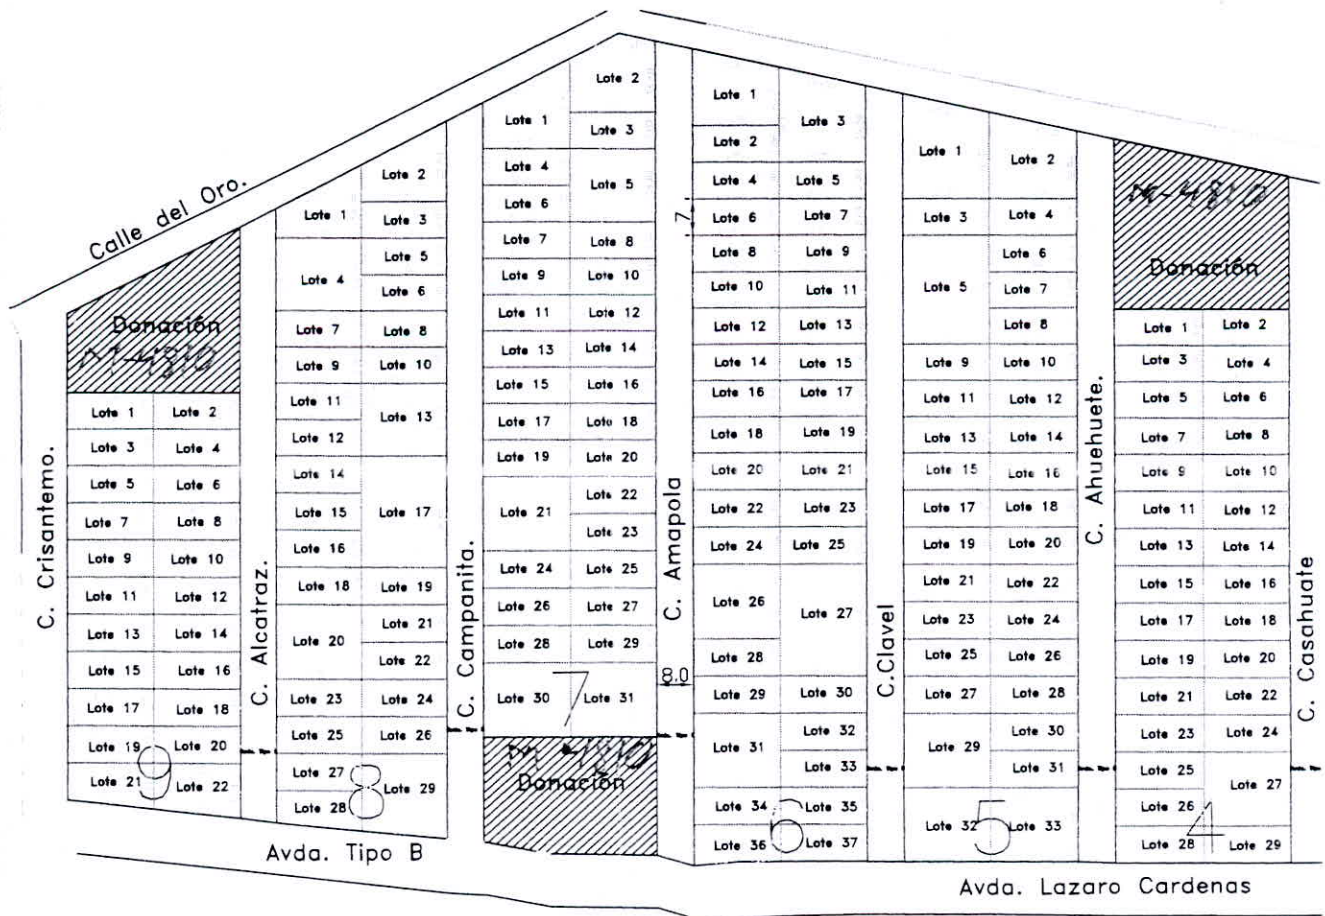 Calle del Oro.
C. Crisantemo.
Donación
M-4810
Lote 1 Lote 2
Lote 3 Lote 4
Lote 5 Lote 6
Lote 7 Lote 8
Lote 9 Lote 10
Lote 11 Lote 12
Lote 13 Lote 14
Lote 15 Lote 16
Lote 17 Lote 18
Lote 19 Lote 20
Lote 21 Lote 22
9
C. Alcatraz.
Lote 2
Lote 1 Lote 3
Lote 5
Lote 4
Lote 6
Lote 7 Lote 8
Lote 9 Lote 10
Lote 11
Lote 13
Lote 12
Lote 14
Lote 15 Lote 17
Lote 16
Lote 18 Lote 19
Lote 21
Lote 20
Lote 22
Lote 23 Lote 24
Lote 25 Lote 26
Lote 27
Lote 29
Lote 28
8
Avda. Tipo B
C. Campanita.
Lote 2
Lote 1 Lote 3
Lote 4
Lote 5
Lote 6
Lote 7 Lote 8
Lote 9 Lote 10
Lote 11 Lote 12
Lote 13 Lote 14
Lote 15 Lote 16
Lote 17 Lote 18
Lote 19 Lote 20
Lote 22
Lote 21
Lote 23
Lote 24 Lote 25
Lote 26 Lote 27
Lote 28 Lote 29
Lote 30 Lote 31
7
M-4810
Donación
C. Amapola
8.0
7
Lote 1
Lote 3
Lote 2
Lote 4 Lote 5
Lote 6 Lote 7
Lote 8 Lote 9
Lote 10 Lote 11
Lote 12 Lote 13
Lote 14 Lote 15
Lote 16 Lote 17
Lote 18 Lote 19
Lote 20 Lote 21
Lote 22 Lote 23
Lote 24 Lote 25
Lote 26 Lote 27
Lote 28
Lote 29 Lote 30
Lote 32
Lote 31
Lote 33
Lote 34 Lote 35
Lote 36 Lote 37
6
C.Clavel
Lote 1 Lote 2
Lote 3 Lote 4
Lote 6
Lote 5 Lote 7
Lote 8
Lote 9 Lote 10
Lote 11 Lote 12
Lote 13 Lote 14
Lote 15 Lote 16
Lote 17 Lote 18
Lote 19 Lote 20
Lote 21 Lote 22
Lote 23 Lote 24
Lote 25 Lote 26
Lote 27 Lote 28
Lote 30
Lote 29
Lote 31
Lote 32 Lote 33
5
C. Ahuehuete.
M-4810
Donación
Lote 1 Lote 2
Lote 3 Lote 4
Lote 5 Lote 6
Lote 7 Lote 8
Lote 9 Lote 10
Lote 11 Lote 12
Lote 13 Lote 14
Lote 15 Lote 16
Lote 17 Lote 18
Lote 19 Lote 20
Lote 21 Lote 22
Lote 23 Lote 24
Lote 25
Lote 27
Lote 26
Lote 28 Lote 29
4
C. Casahuate
Avda. Lazaro Cardenas